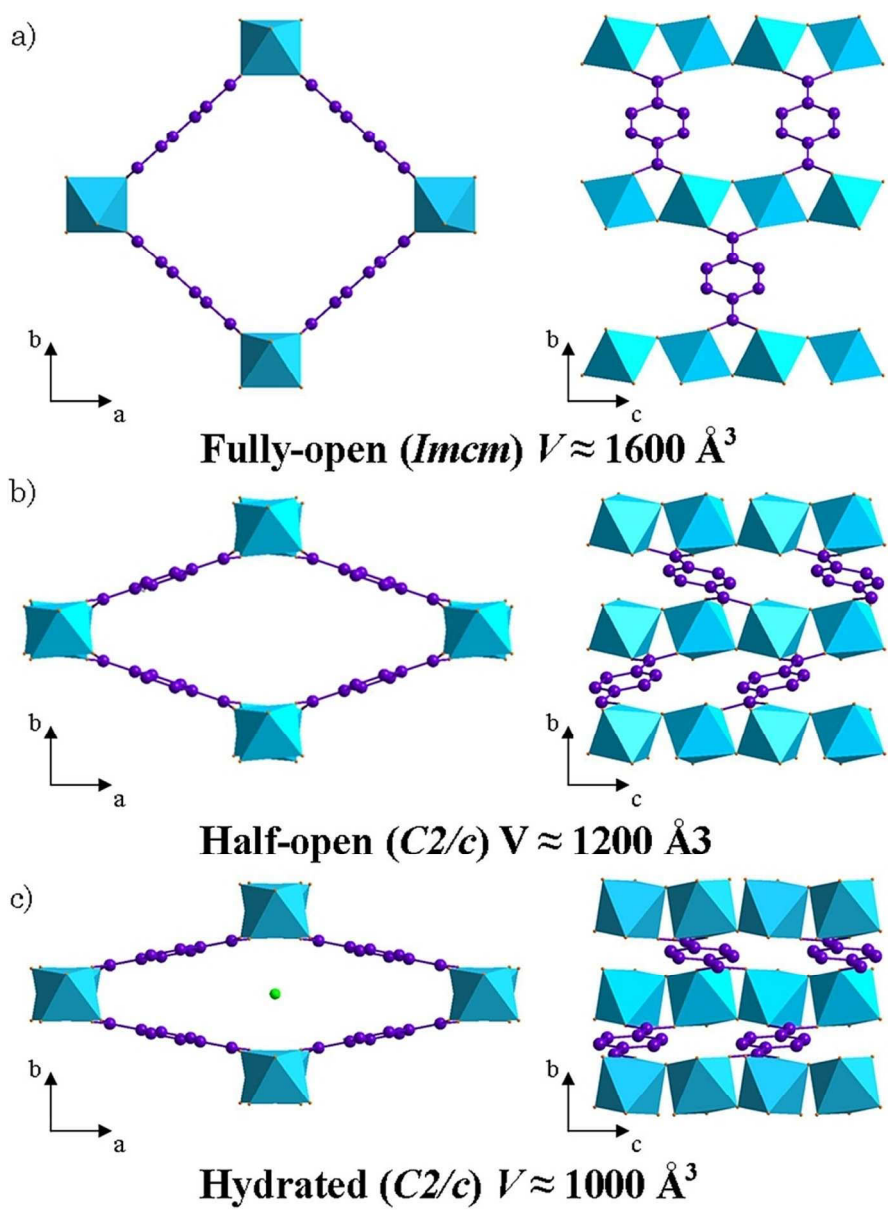 a)
b
a
b
c
Fully-open (Imcm) V ≈ 1600 Å³
b)
b
a
b
c
Half-open (C2/c) V ≈ 1200 Å3
c)
b
a
b
c
Hydrated (C2/c) V ≈ 1000 Å³